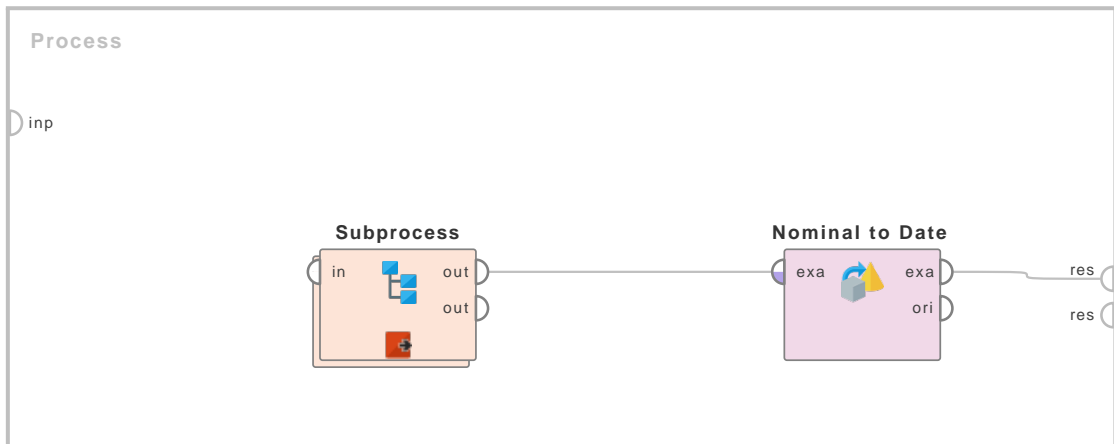 Process
inp
Subprocess
in out
out
Nominal to Date
exa exa
ori
res
res